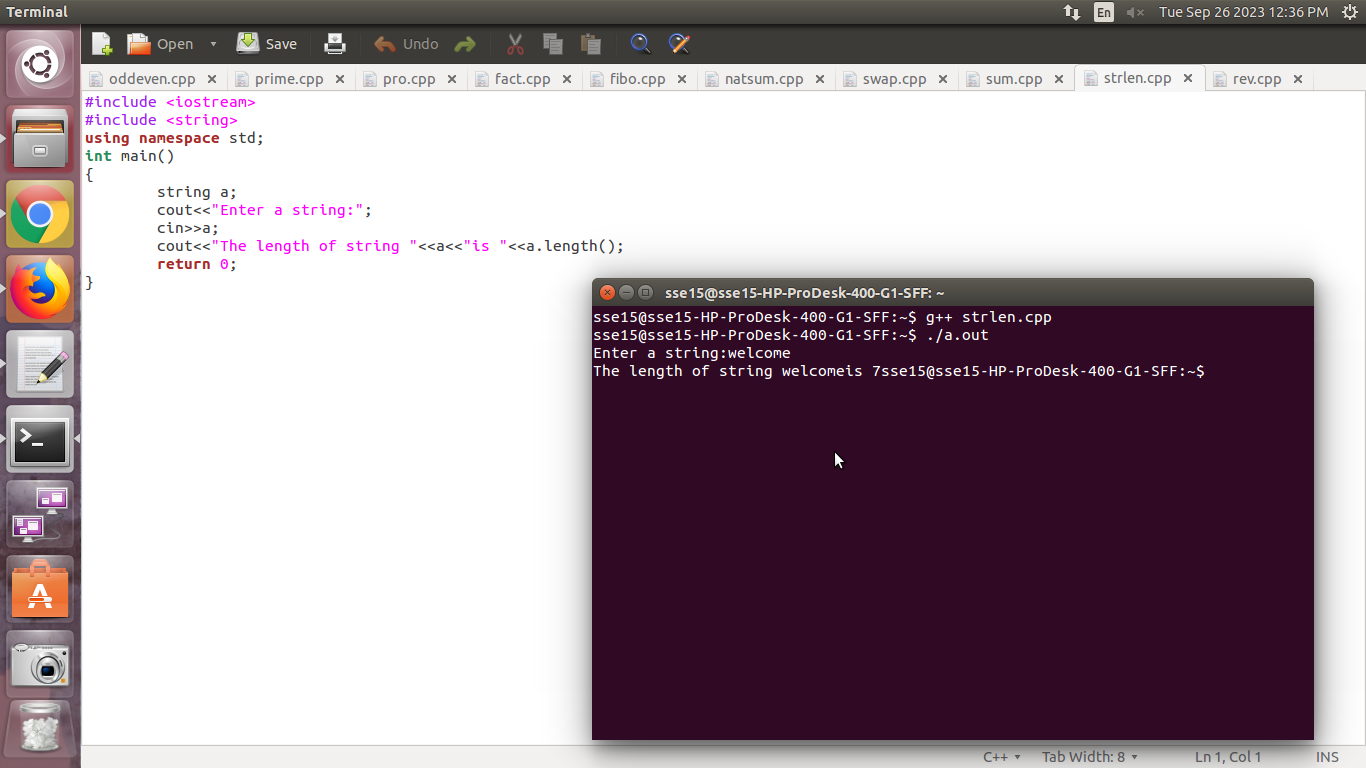 Terminal
En
Tue Sep 26 2023 12:36 PM
Open
Save
Undo
oddeven.cpp
prime.cpp
pro.cpp
fact.cpp
fibo.cpp
natsum.cpp
swap.cpp
sum.cpp
strlen.cpp
rev.cpp
#include <iostream>
#include <string>
using namespace std;
int main()
{
string a;
cout<<"Enter a string:";
cin>>a;
cout<<"The length of string "<<a<<"is "<<a.length();
return 0;
}
sse15@sse15-HP-ProDesk-400-G1-SFF: ~
sse15@sse15-HP-ProDesk-400-G1-SFF:~$ g++ strlen.cpp
sse15@sse15-HP-ProDesk-400-G1-SFF:~$ ./a.out
Enter a string:welcome
The length of string welcomeis 7sse15@sse15-HP-ProDesk-400-G1-SFF:~$
C++
Tab Width: 8
Ln 1, Col 1
INS